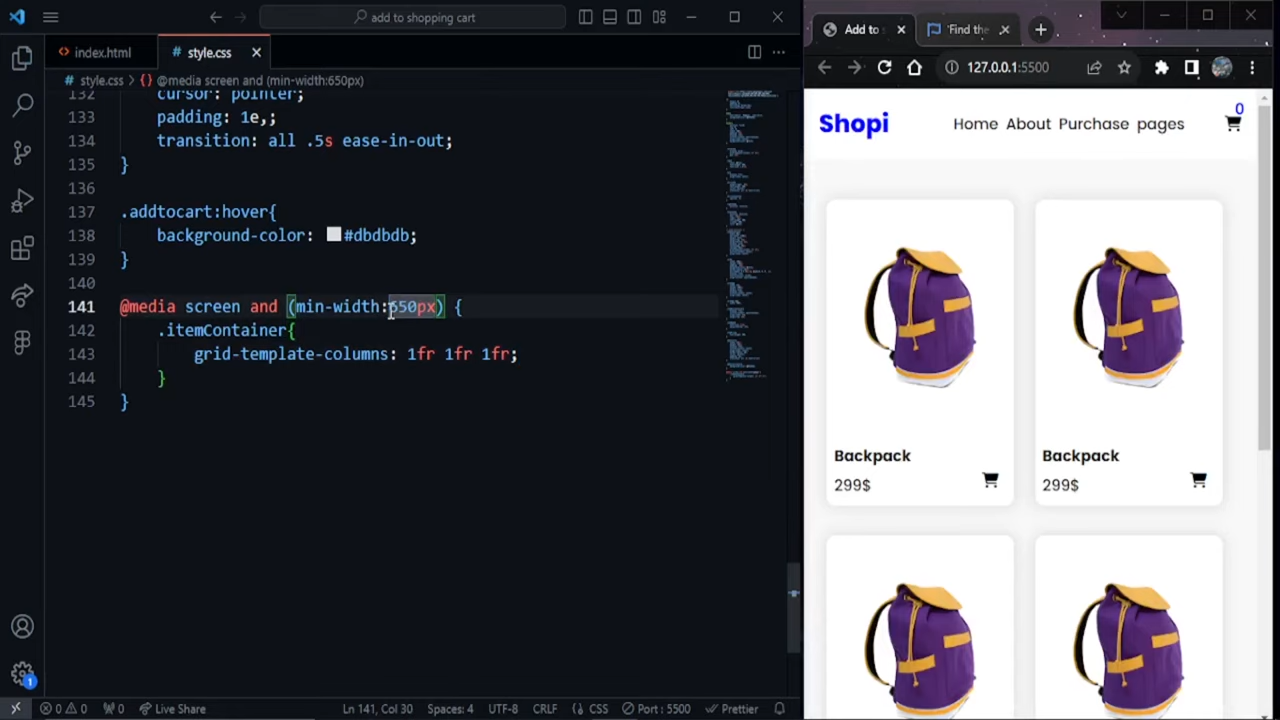 add to shopping cart
index.html
# style.css
# style.css > {} @media screen and (min-width:650px)
132 cursor: pointer;
133 padding: 1e,;
134 transition: all .5s ease-in-out;
135 }
136
137 .addtocart:hover{
138 background-color: #dbdbdb;
139 }
140
141 @media screen and (min-width:650px) {
142 .itemContainer{
143 grid-template-columns: 1fr 1fr 1fr;
144 }
145 }
1
0 0 0 Live Share Ln 141, Col 30 Spaces: 4 UTF-8 CRLF CSS Port : 5500 Prettier
Add to s
'Find the
127.0.0.1:5500
Shopi Home About Purchase pages 0
Backpack
299$
Backpack
299$